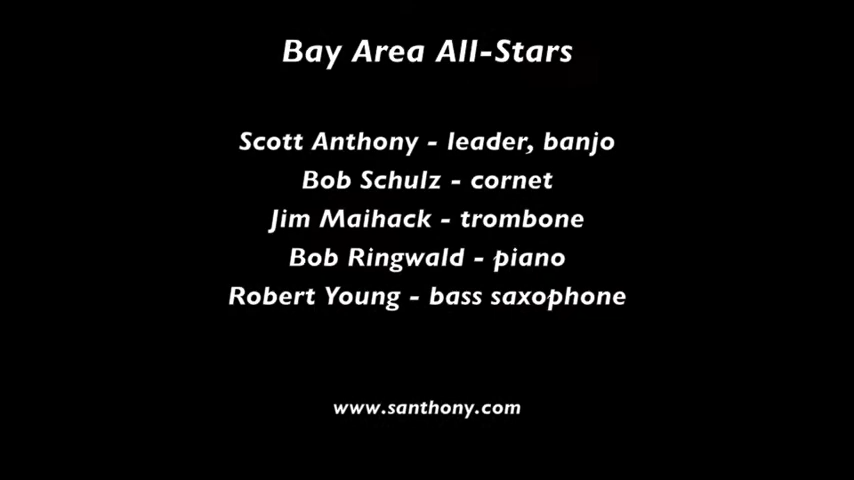 Bay Area All-Stars
Scott Anthony - leader, banjo
Bob Schulz - cornet
Jim Maihack - trombone
Bob Ringwald - piano
Robert Young - bass saxophone
www.santhony.com